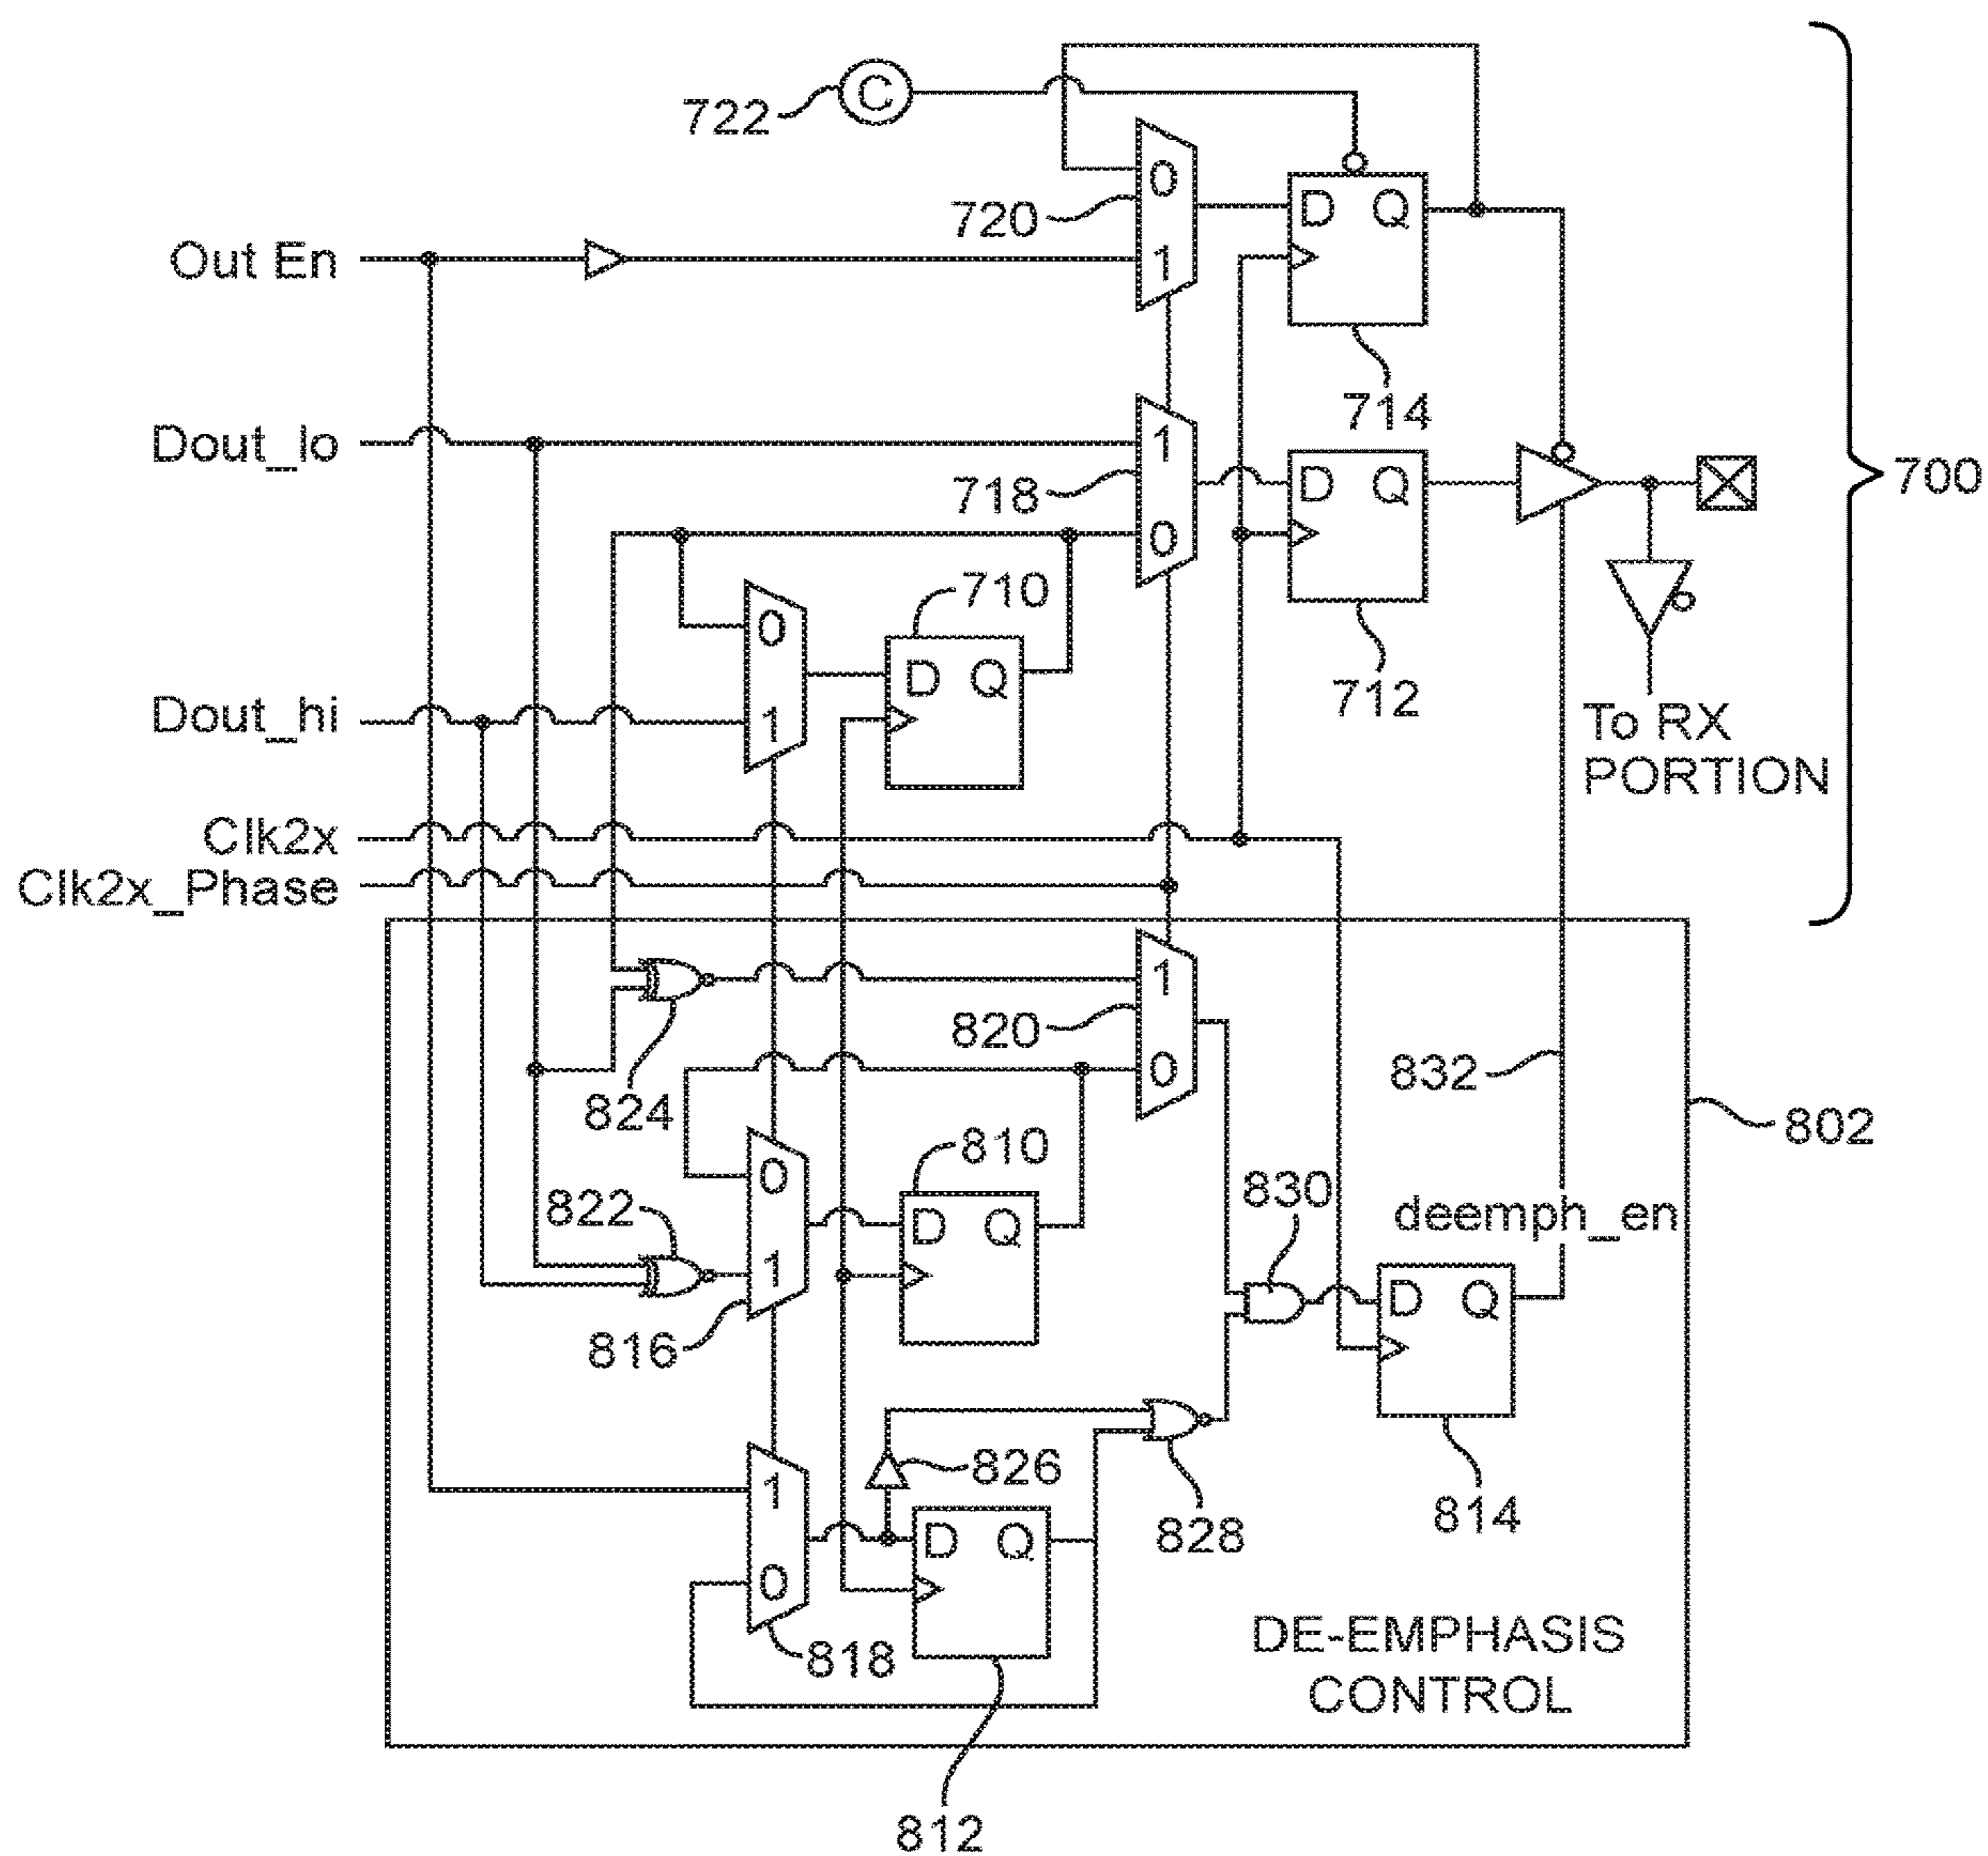 722
C
0
720
1
D Q
Out En
714
Dout_lo
1
718
0
D Q
700
712
710
0
D Q
1
Dout_hi
To RX
PORTION
Clk2x
Clk2x_Phase
1
820
0
824
832
802
810
0
822
D Q
830
deemph_en
1
816
D Q
814
1
826
828
D Q
0
818
812
DE-EMPHASIS
CONTROL